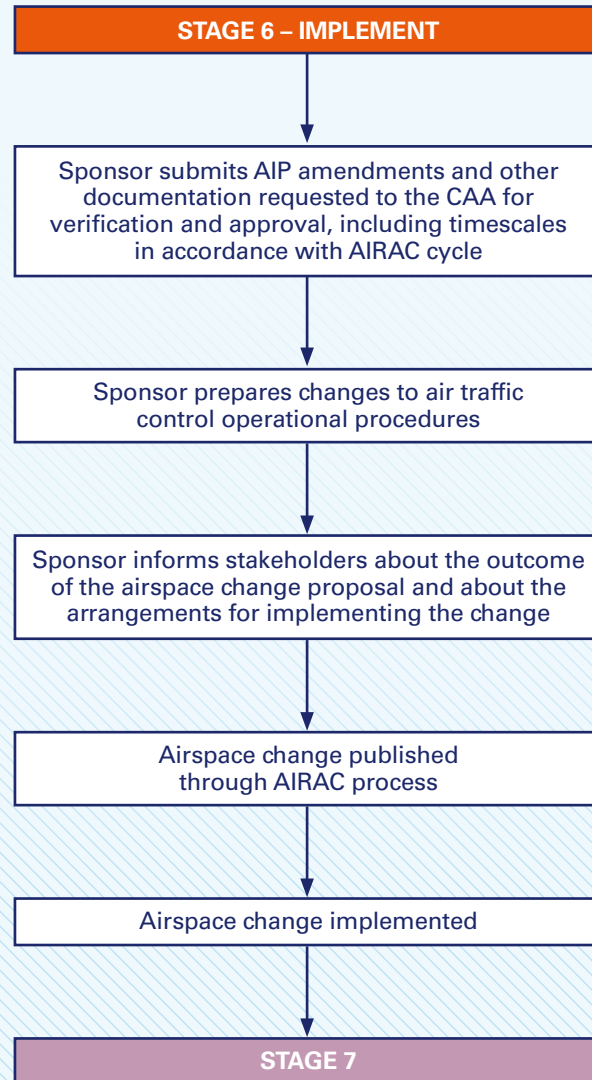 STAGE 6 – IMPLEMENT
Sponsor submits AIP amendments and other
documentation requested to the CAA for
verification and approval, including timescales
in accordance with AIRAC cycle
Sponsor prepares changes to air traffic
control operational procedures
Sponsor informs stakeholders about the outcome
of the airspace change proposal and about the
arrangements for implementing the change
Airspace change published
through AIRAC process
Airspace change implemented
STAGE 7